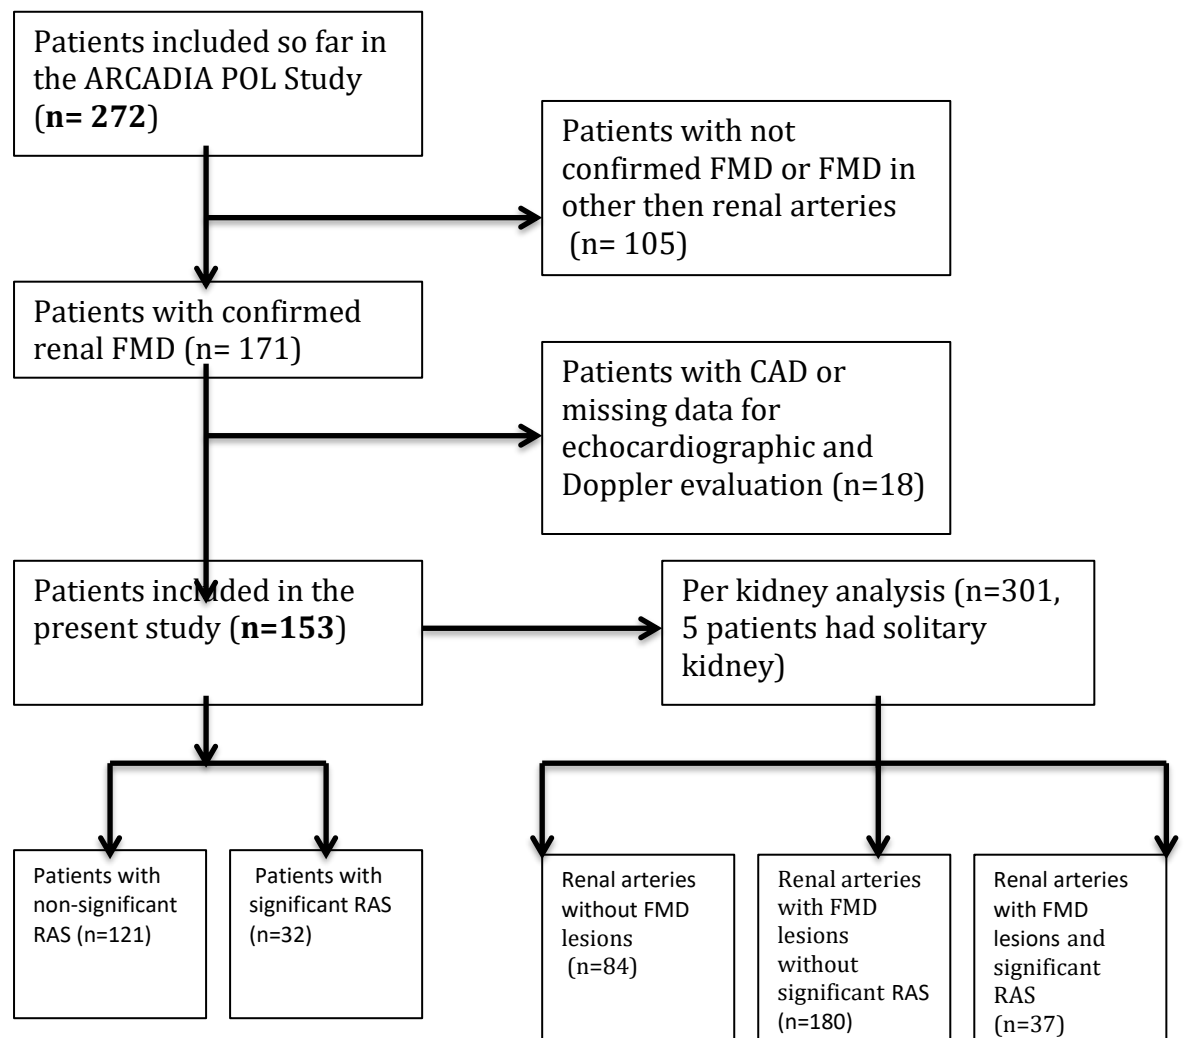 Patients included so far in
the ARCADIA POL Study
(n= 272)
Patients with not
confirmed FMD or FMD in
other then renal arteries
(n= 105)
Patients with confirmed
renal FMD (n= 171)
Patients with CAD or
missing data for
echocardiographic and
Doppler evaluation (n=18)
Patients included in the
present study (n=153)
Per kidney analysis (n=301,
5 patients had solitary
kidney)
Patients with
non-significant
RAS (n=121)
Patients with
significant RAS
(n=32)
Renal arteries
without FMD
lesions
(n=84)
Renal arteries
with FMD
lesions
without
significant RAS
(n=180)
Renal arteries
with FMD
lesions and
significant
RAS
(n=37)